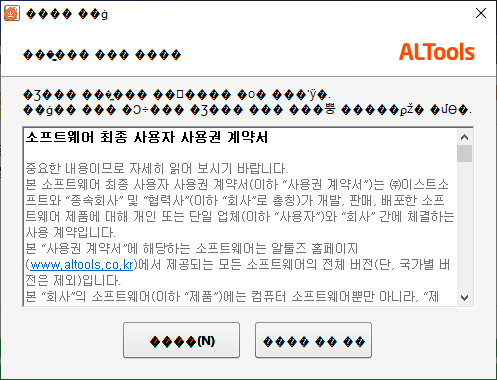 ���� ��ġ
ALTools
소프트웨어 최종 사용자 사용권 계약서
중요한 내용이므로 자세히 읽어 보시기 바랍니다.
본 소프트웨어 최종 사용자 사용권 계약서(이하 “사용권 계약서”)는 ㈜이스트소
프트와 “종속회사” 및 “협력사”(이하 “회사”로 총칭)가 개발, 판매, 배포한 소프
트웨어 제품에 대해 개인 또는 단일 업체(이하 “사용자”)와 “회사” 간에 체결하는
사용 계약입니다.
본 “사용권 계약서”에 해당하는 소프트웨어는 알툴즈 홈페이지
(www.altools.co.kr)에서 제공되는 모든 소프트웨어의 전체 버전(단, 국가별 버
전은 제외)입니다.
본 “회사”의 소프트웨어(이하 “제품”)에는 컴퓨터 소프트웨어뿐만 아니라, “제
����(N)
���� �� ��